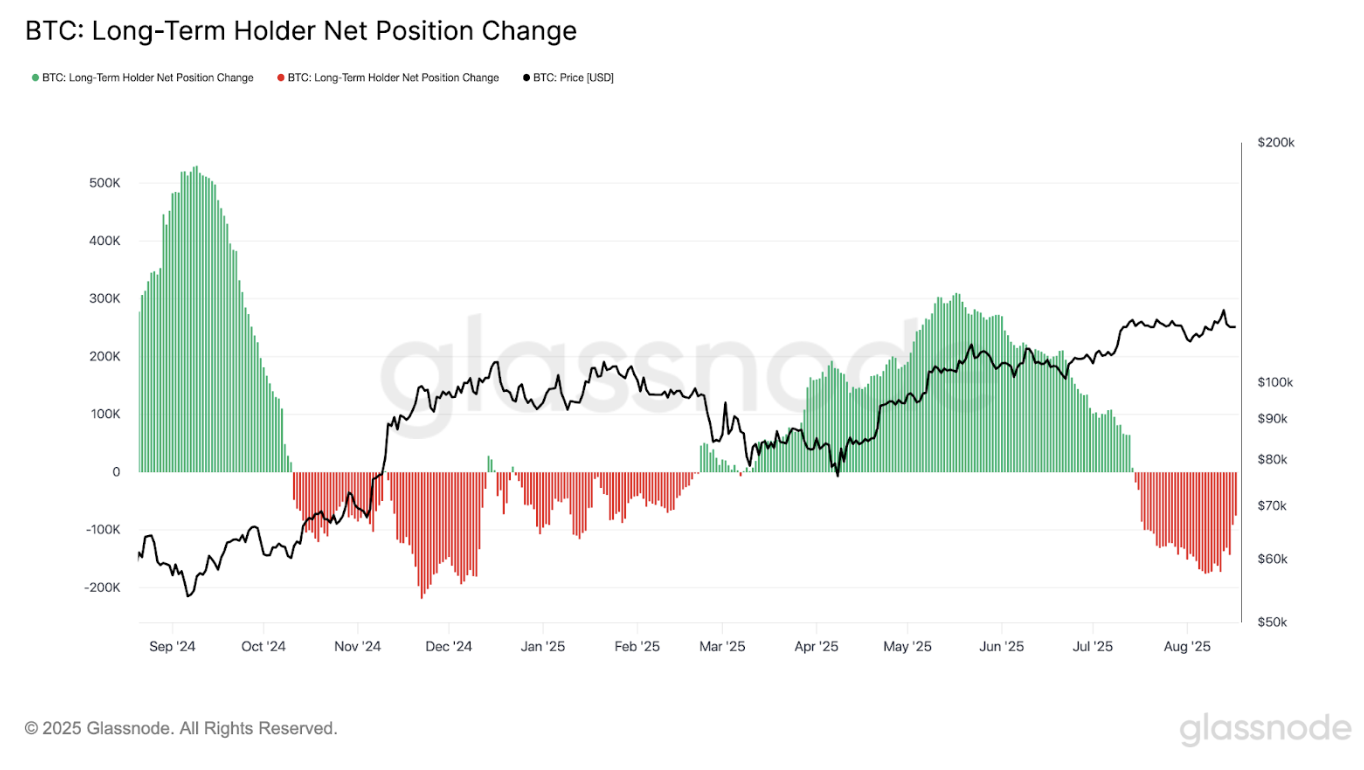 BTC: Long-Term Holder Net Position Change
BTC: Long-Term Holder Net Position Change BTC: Long-Term Holder Net Position Change BTC: Price [USD]
$200k
500K
400K
300K
200K
100K
0
-100K
-200K
glassnode
$100k
$90k
$80k
$70k
$60k
$50k
Sep '24 Oct '24 Nov '24 Dec '24 Jan '25 Feb '25 Mar '25 Apr '25 May '25 Jun '25 Jul '25 Aug '25
© 2025 Glassnode. All Rights Reserved.
glassnode